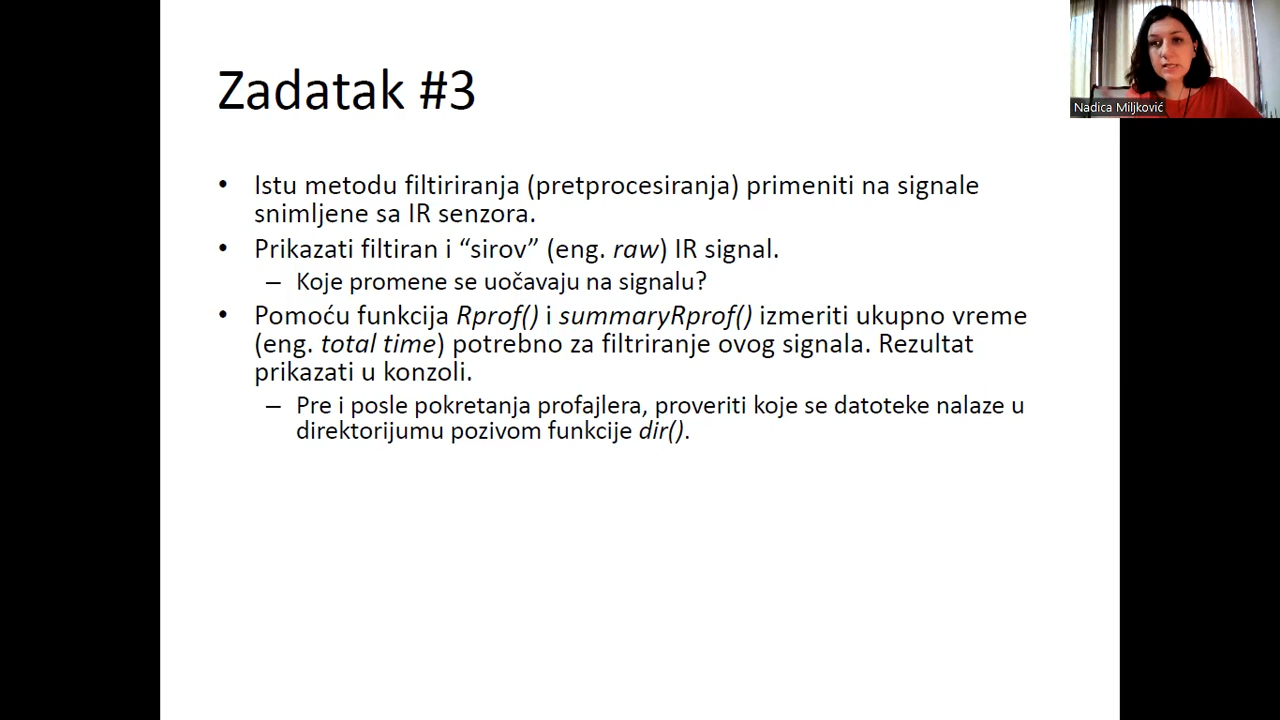 Zadatak #3
Nadica Miljković
• Istu metodu filtiriranja (pretprocesiranja) primeniti na signale
snimljene sa IR senzora.
• Prikazati filtiran i “sirov” (eng. raw) IR signal.
– Koje promene se uočavaju na signalu?
• Pomoću funkcija Rprof() i summaryRprof() izmeriti ukupno vreme
(eng. total time) potrebno za filtriranje ovog signala. Rezultat
prikazati u konzoli.
– Pre i posle pokretanja profajlera, proveriti koje se datoteke nalaze u
direktorijumu pozivom funkcije dir().